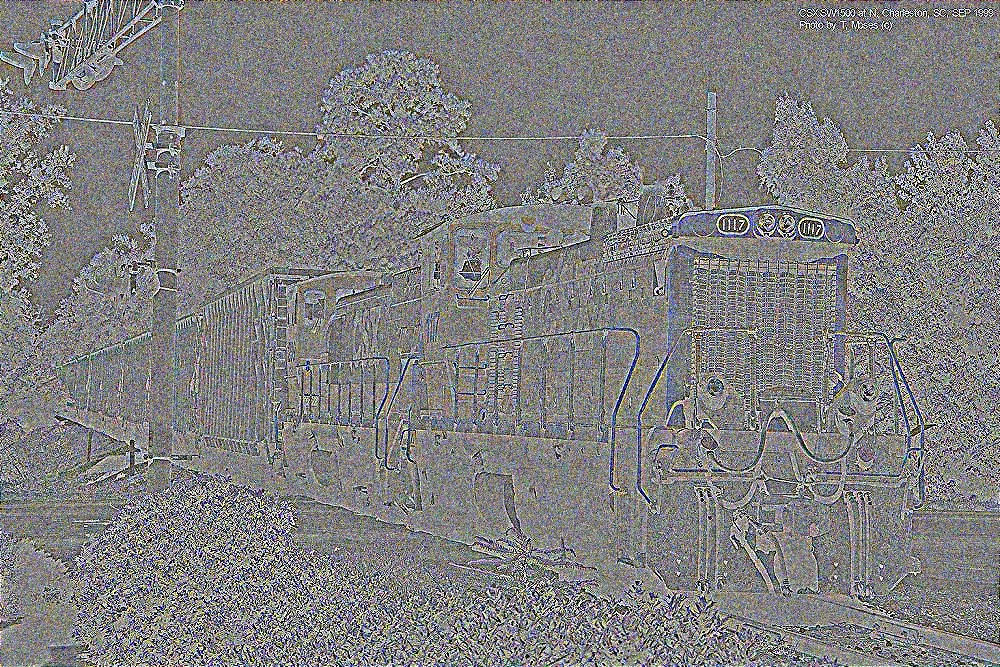 CSX SW1500 at N. Charleston, SC, SEP 1999
Photo by T. Moses (c)
1117 1117